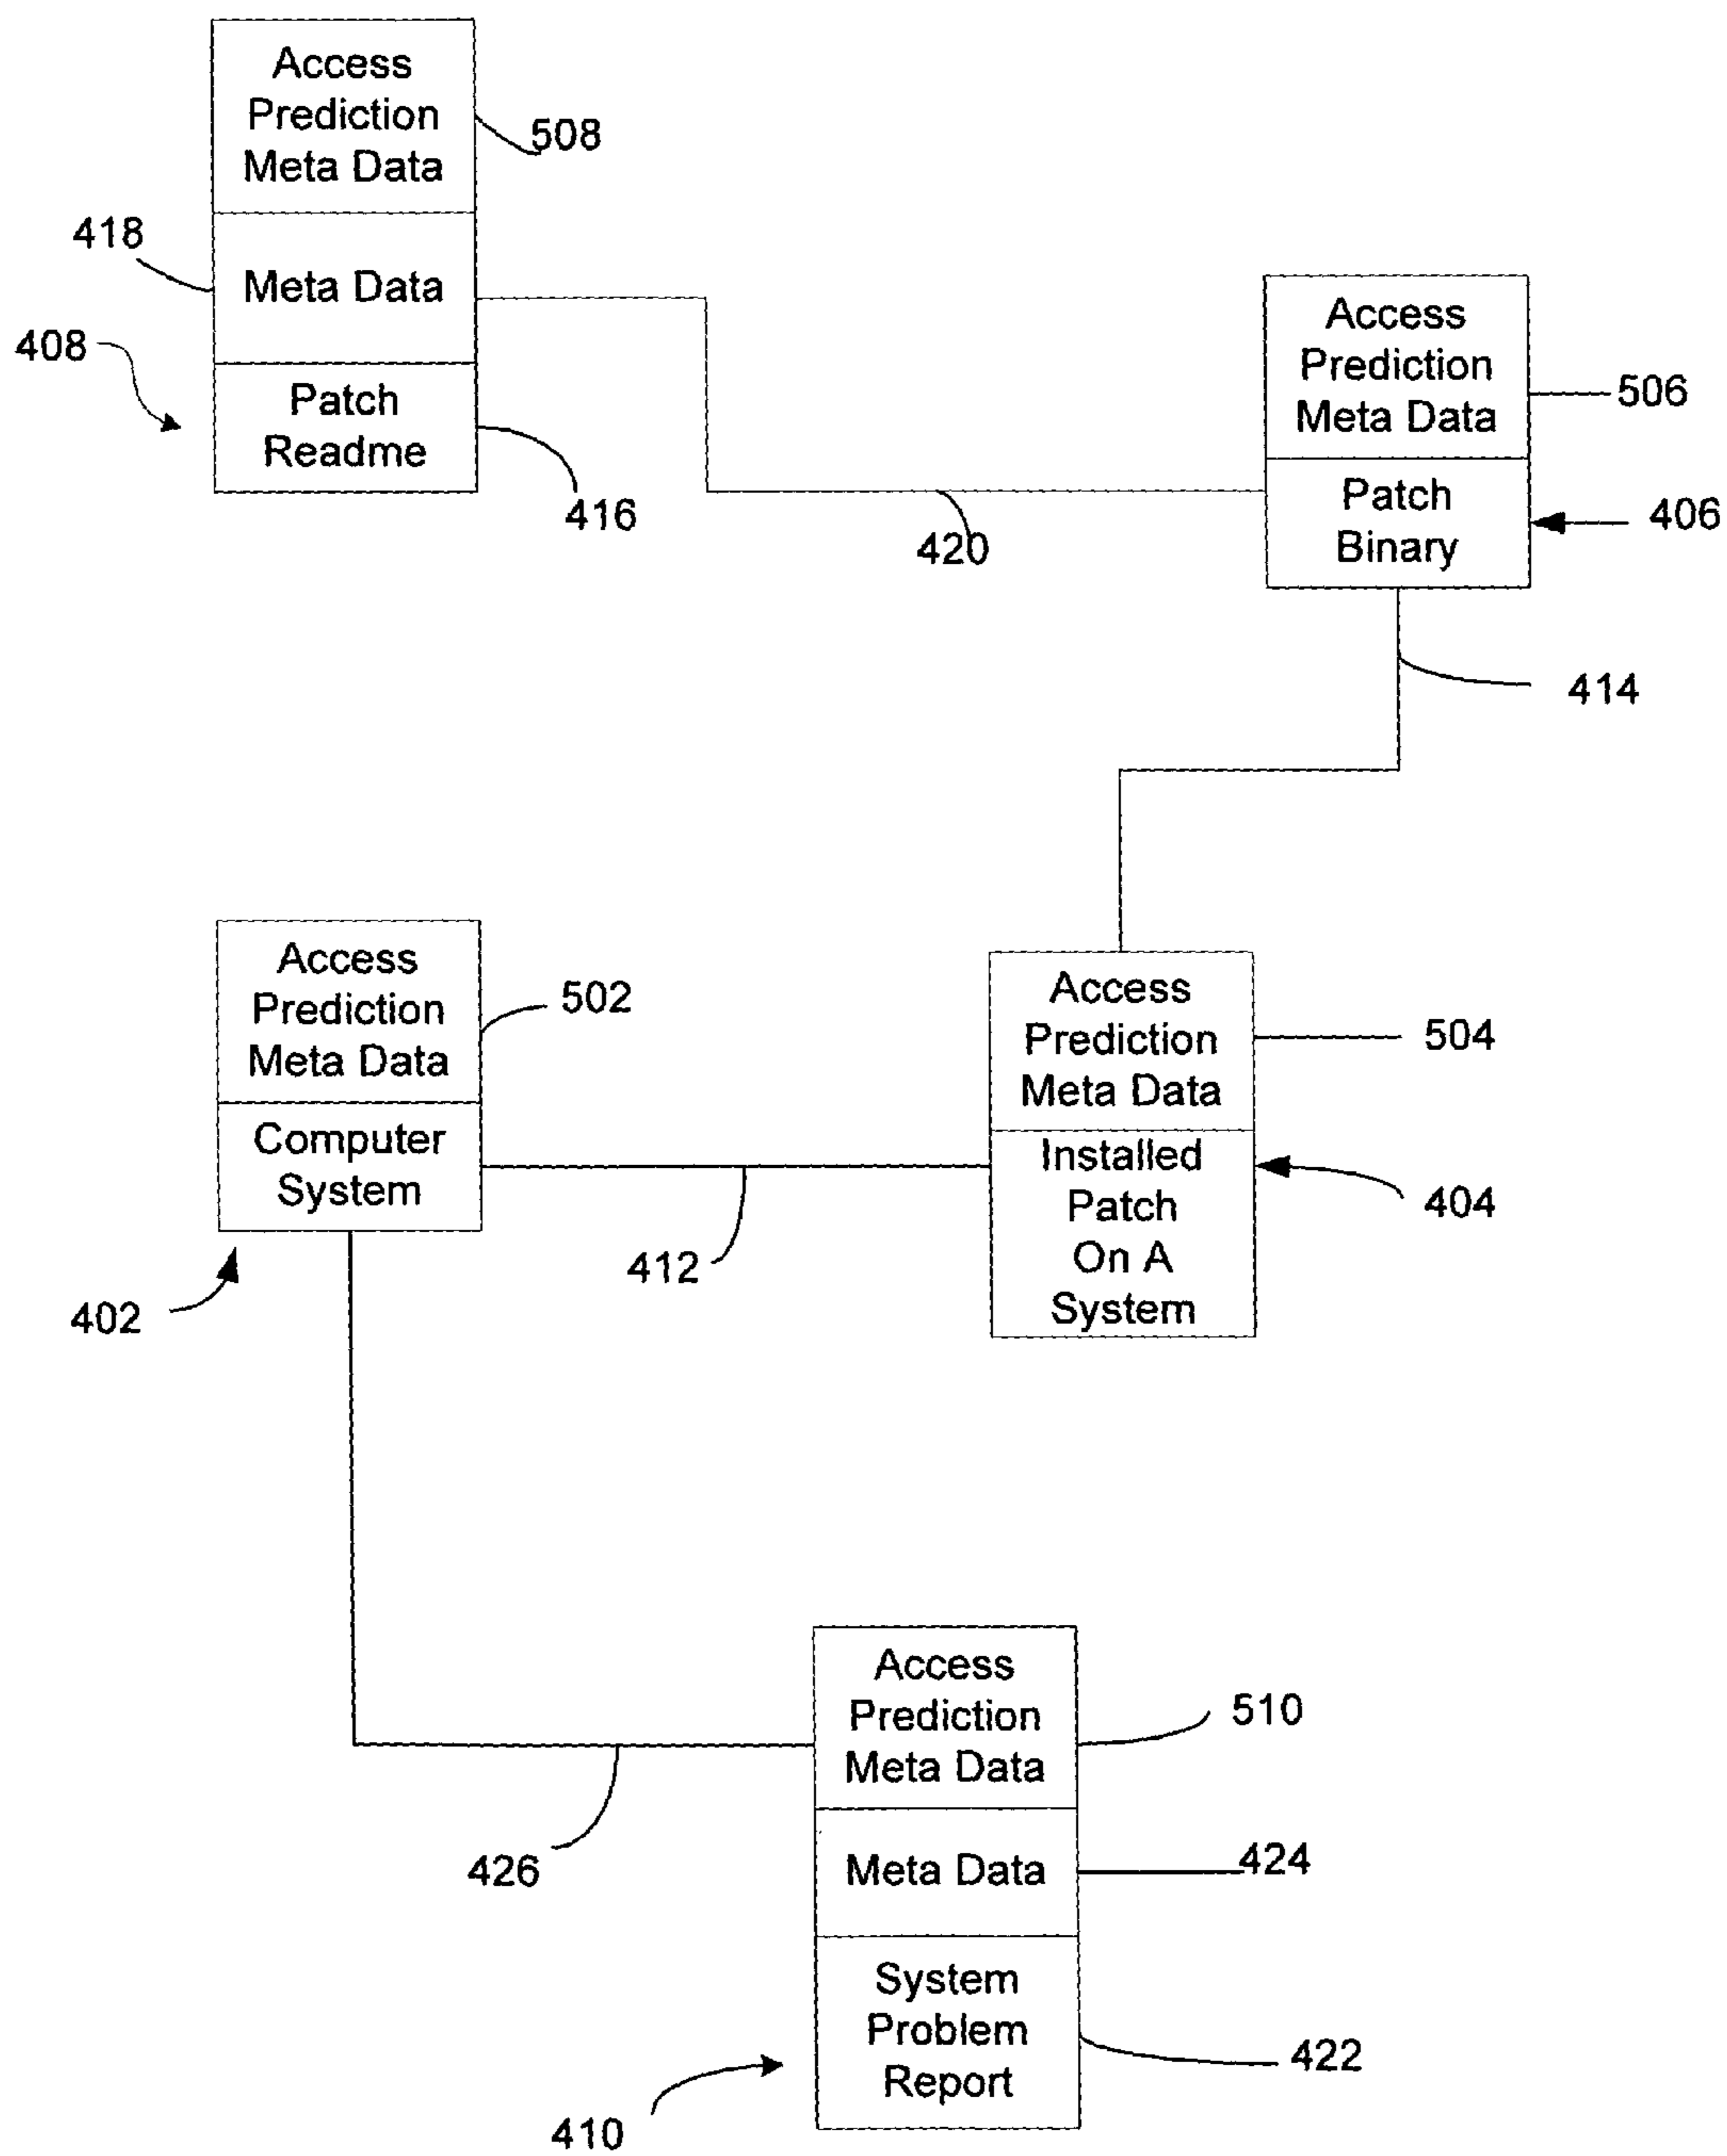 Access
Prediction
Meta Data
508
418
Meta Data
408
Patch
Readme
416
Access
Prediction
Meta Data
506
Patch
Binary
406
420
414
Access
Prediction
Meta Data
502
Computer
System
402
412
Access
Prediction
Meta Data
504
Installed
Patch
On A
System
404
Access
Prediction
Meta Data
510
426
Meta Data
424
System
Problem
Report
422
410